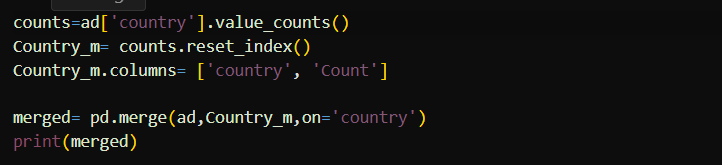 counts=ad['country'].value_counts()
Country_m= counts.reset_index()
Country_m.columns= ['country', 'Count']
merged= pd.merge(ad,Country_m,on='country')
print(merged)